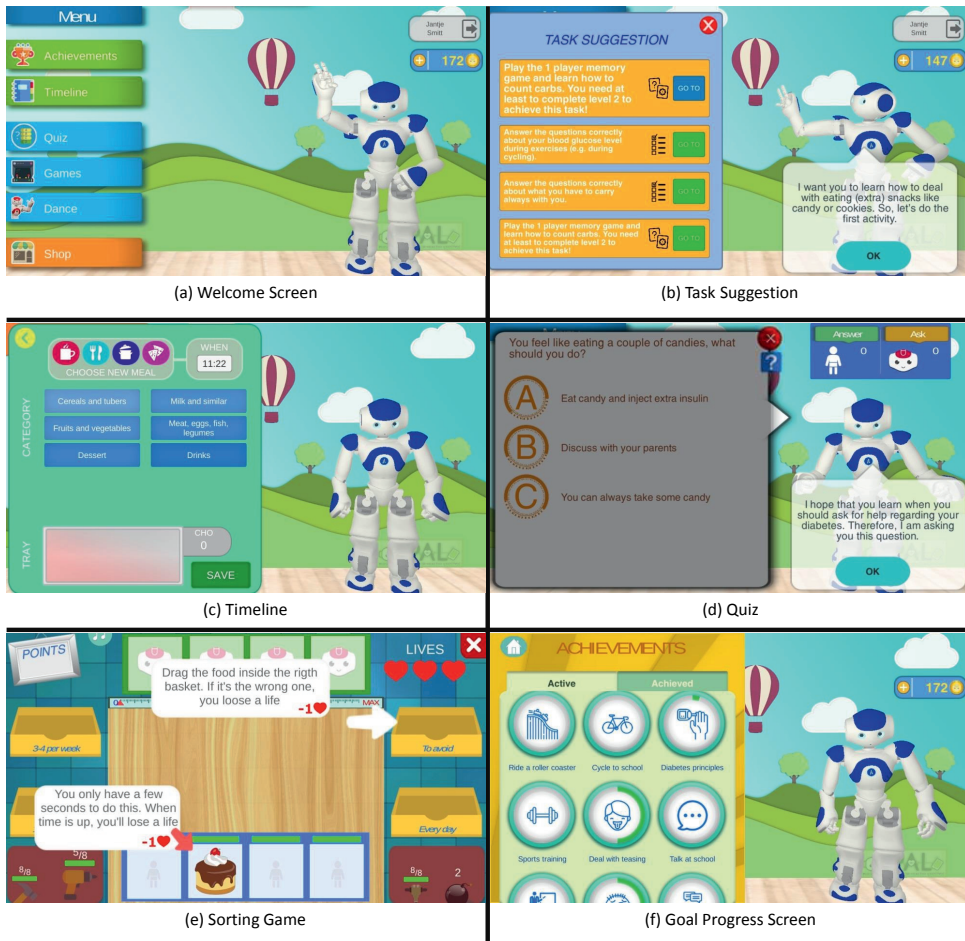 Menu
Achievements
Timeline
Quiz
Games
Dance
Shop
Jantje
Smitt
172
(a) Welcome Screen
TASK SUGGESTION
Play the 1 player memory
game and learn how to
count carbs. You need at
least to complete level 2 to
achieve this task!
GO TO
Answer the questions correctly
about your blood glucose level
during exercises (e.g. during
cycling).
GO TO
Answer the questions correctly
about what you have to carry
always with you.
GO TO
Play the 1 player memory game and
learn how to count carbs. You need
at least to complete level 2 to
achieve this task!
GO TO
Jantje
Smitt
147
I want you to learn how to deal
with eating (extra) snacks like
candy or cookies. So, let's do the
first activity.
OK
(b) Task Suggestion
CHOOSE NEW MEAL
WHEN
11:22
CATEGORY
Cereals and tubers
Milk and similar
Fruits and vegetables
Meat, eggs, fish,
legumes
Dessert
Drinks
TRAY
CHO
0
SAVE
(c) Timeline
You feel like eating a couple of candies, what
should you do?
A
Eat candy and inject extra insulin
B
Discuss with your parents
C
You can always take some candy
?
Answer
0
Ask
0
I hope that you learn when you
should ask for help regarding your
diabetes. Therefore, I am asking
you this question.
OK
(d) Quiz
POINTS
LIVES
Drag the food inside the rigth
basket. If it's the wrong one,
you loose a life
-1
MAX
3-4 per week
To avoid
You only have a few
seconds to do this. When
time is up, you'll lose a life
-1
Every day
8/8
5/8
8/8
2
(e) Sorting Game
ACHIEVEMENTS
Active
Achieved
Ride a roller coaster
Cycle to school
Diabetes principles
Sports training
Deal with teasing
Talk at school
172
(f) Goal Progress Screen